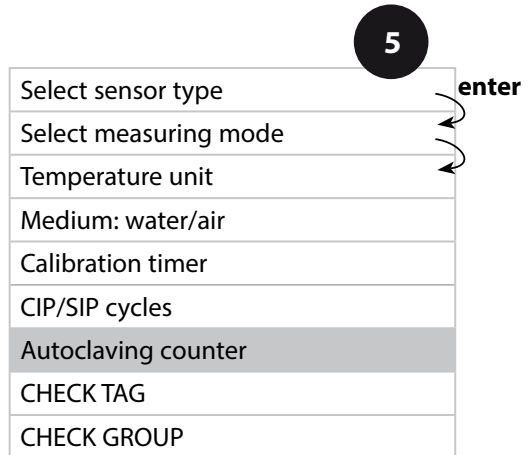 5
enter
Select sensor type
Select measuring mode
Temperature unit
Medium: water/air
Calibration timer
CIP/SIP cycles
Autoclaving counter
CHECK TAG
CHECK GROUP